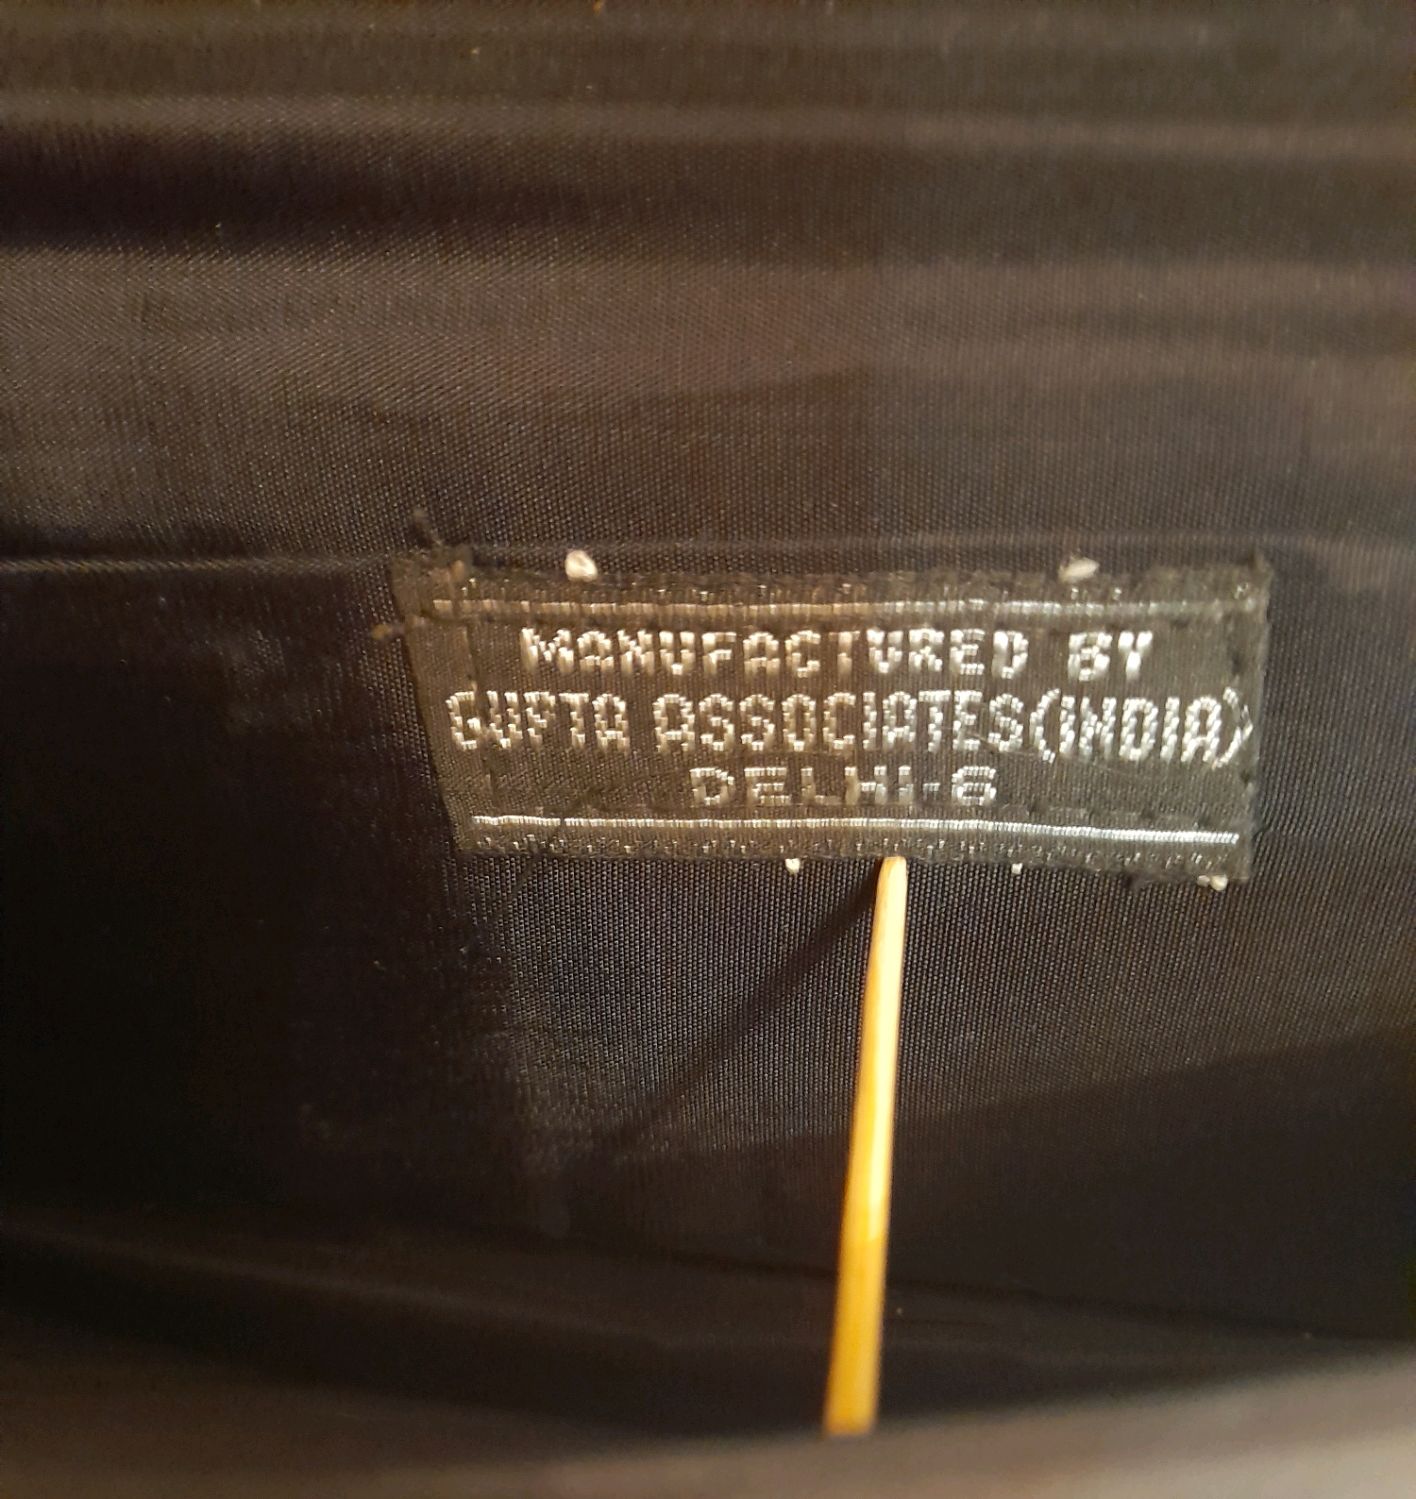 MANUFACTURED BY
GUPTA ASSOCIATES(INDIA)
DELHI-6